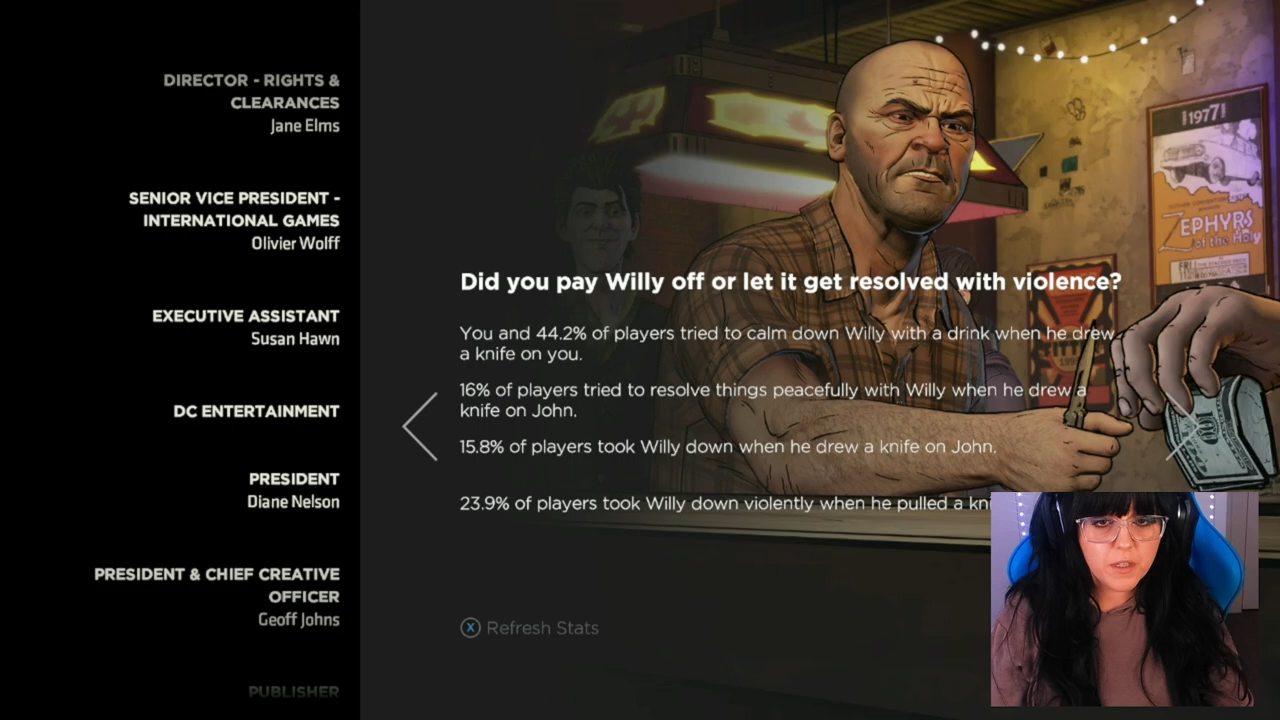 DIRECTOR - RIGHTS &
CLEARANCES
Jane Elms
SENIOR VICE PRESIDENT -
INTERNATIONAL GAMES
Olivier Wolff
EXECUTIVE ASSISTANT
Susan Hawn
DC ENTERTAINMENT
PRESIDENT
Diane Nelson
PRESIDENT & CHIEF CREATIVE
OFFICER
Geoff Johns
PUBLISHER
Did you pay Willy off or let it get resolved with violence?
You and 44.2% of players tried to calm down Willy with a drink when he drew
a knife on you.
16% of players tried to resolve things peacefully with Willy when he drew a
knife on John.
15.8% of players took Willy down when he drew a knife on John.
23.9% of players took Willy down violently when he pulled a kni
X Refresh Stats
1977
ZEPHYRS
of the Holy
FRI
100